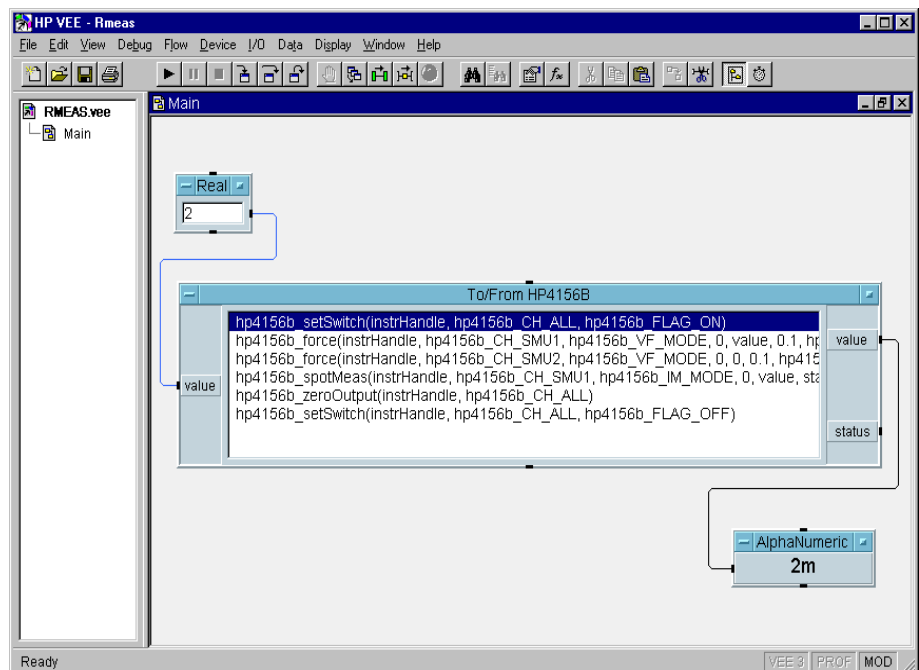 HP VEE - Rmeas
File Edit View Debug Flow Device I/O Data Display Window Help
RMEAS.vee
Main
Main
Real
2
To/From HP4156B
hp4156b_setSwitch(instrHandle, hp4156b_CH_ALL, hp4156b_FLAG_ON)
hp4156b_force(instrHandle, hp4156b_CH_SMU1, hp4156b_VF_MODE, 0, value, 0.1, hp
hp4156b_force(instrHandle, hp4156b_CH_SMU2, hp4156b_VF_MODE, 0, 0, 0.1, hp415
hp4156b_spotMeas(instrHandle, hp4156b_CH_SMU1, hp4156b_IM_MODE, 0, value, sta
hp4156b_zeroOutput(instrHandle, hp4156b_CH_ALL)
hp4156b_setSwitch(instrHandle, hp4156b_CH_ALL, hp4156b_FLAG_OFF)
value
value
status
AlphaNumeric
2m
Ready VEE 3 PROF MOD